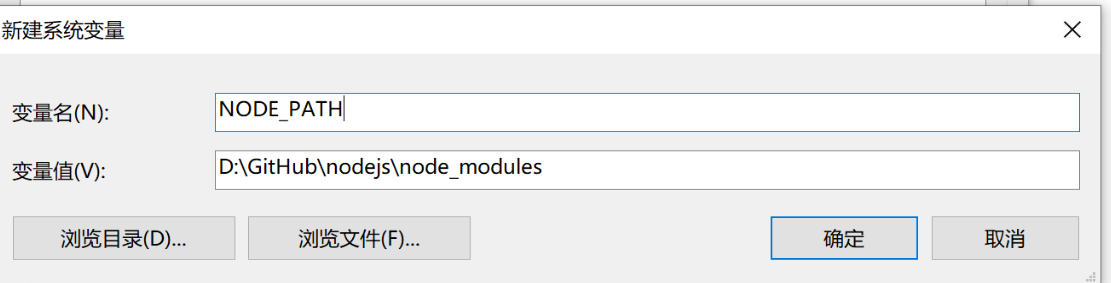 新建系统变量
变量名(N):
NODE_PATH
变量值(V):
D:\GitHub\nodejs\node_modules
浏览目录(D)...
浏览文件(F)...
确定
取消